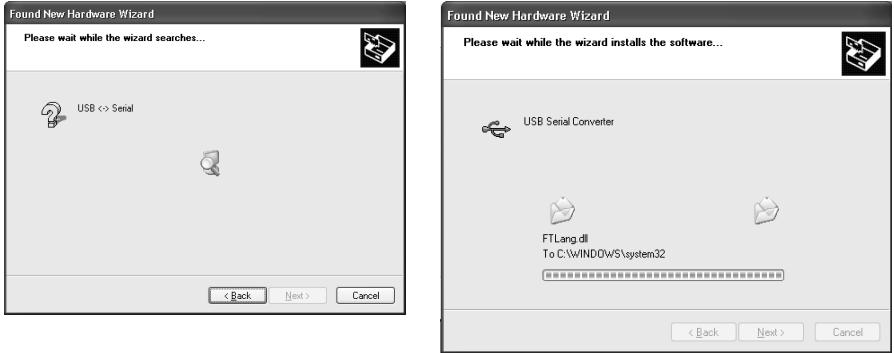 Found New Hardware Wizard
Please wait while the wizard searches...
USB <-> Serial
< Back
Next >
Cancel
Found New Hardware Wizard
Please wait while the wizard installs the software...
USB Serial Converter
FTLang.dll
To C:\WINDOWS\system32
< Back
Next >
Cancel